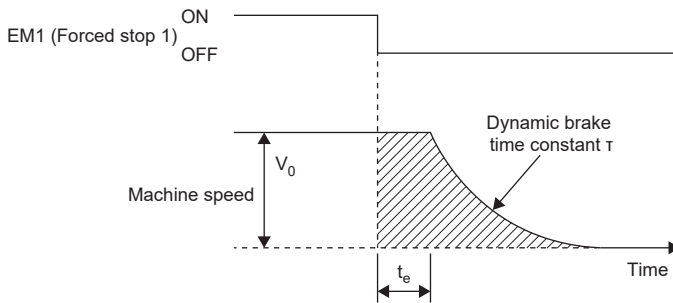 ON
EM1 (Forced stop 1)
OFF
Dynamic brake
time constant τ
V0
Machine speed
Time
te